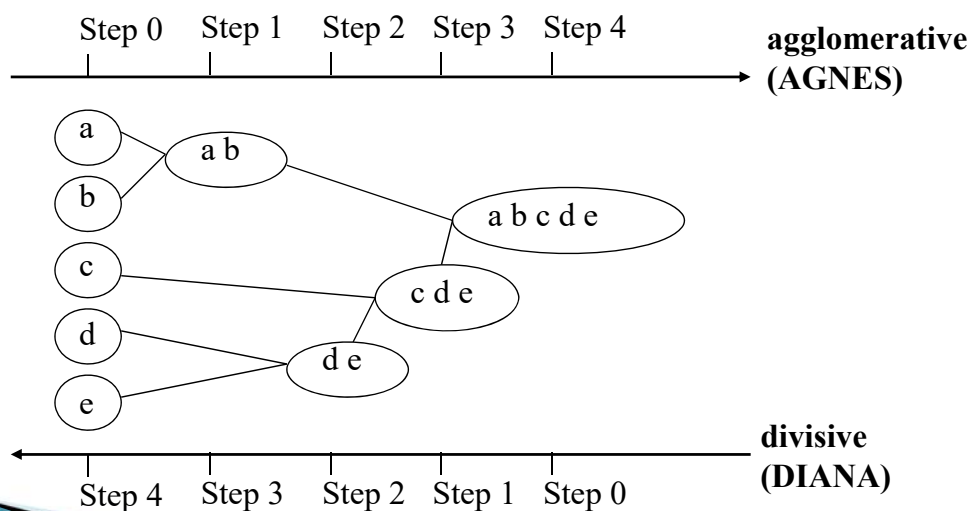 Step 0 Step 1 Step 2 Step 3 Step 4
agglomerative
(AGNES)
a
a b
b
a b c d e
c
c d e
d
d e
e
divisive
(DIANA)
Step 4 Step 3 Step 2 Step 1 Step 0